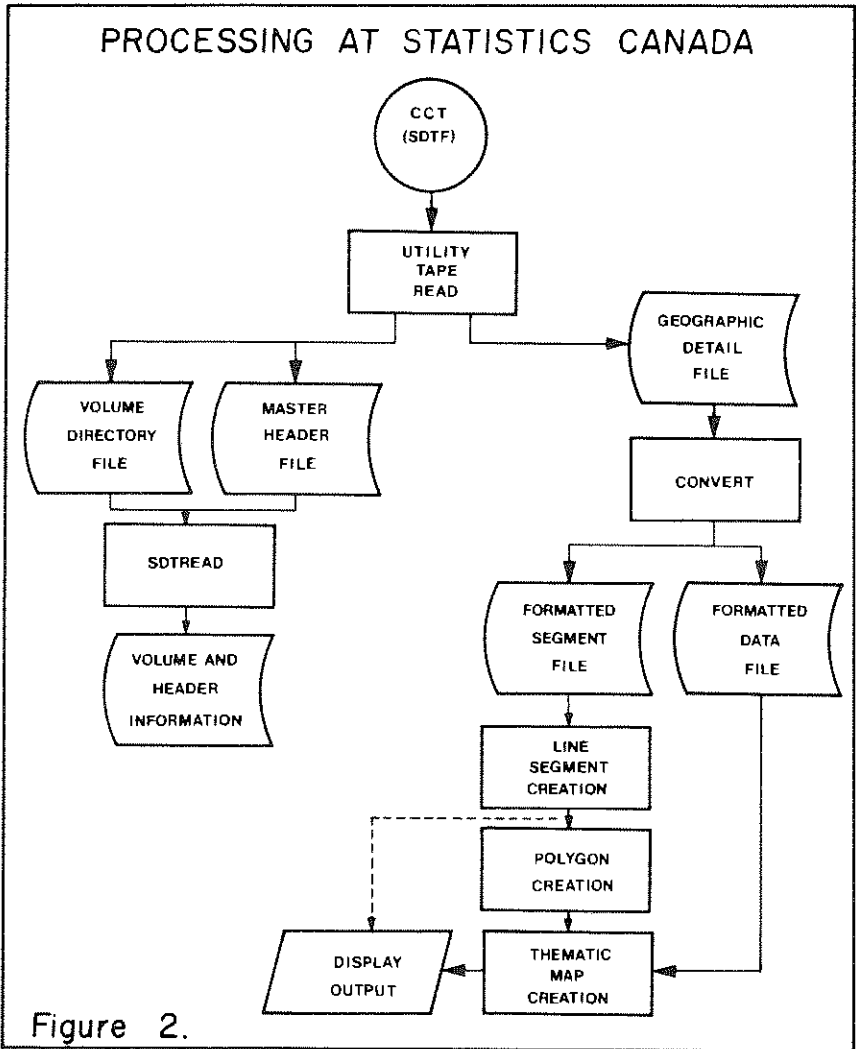 PROCESSING AT STATISTICS CANADA
CCT
(SDTF)
UTILITY
TAPE
READ
GEOGRAPHIC
DETAIL
FILE
VOLUME
DIRECTORY
FILE
MASTER
HEADER
FILE
CONVERT
SDTREAD
FORMATTED
SEGMENT
FILE
FORMATTED
DATA
FILE
VOLUME AND
HEADER
INFORMATION
LINE
SEGMENT
CREATION
POLYGON
CREATION
DISPLAY
OUTPUT
THEMATIC
MAP
CREATION
Figure 2.